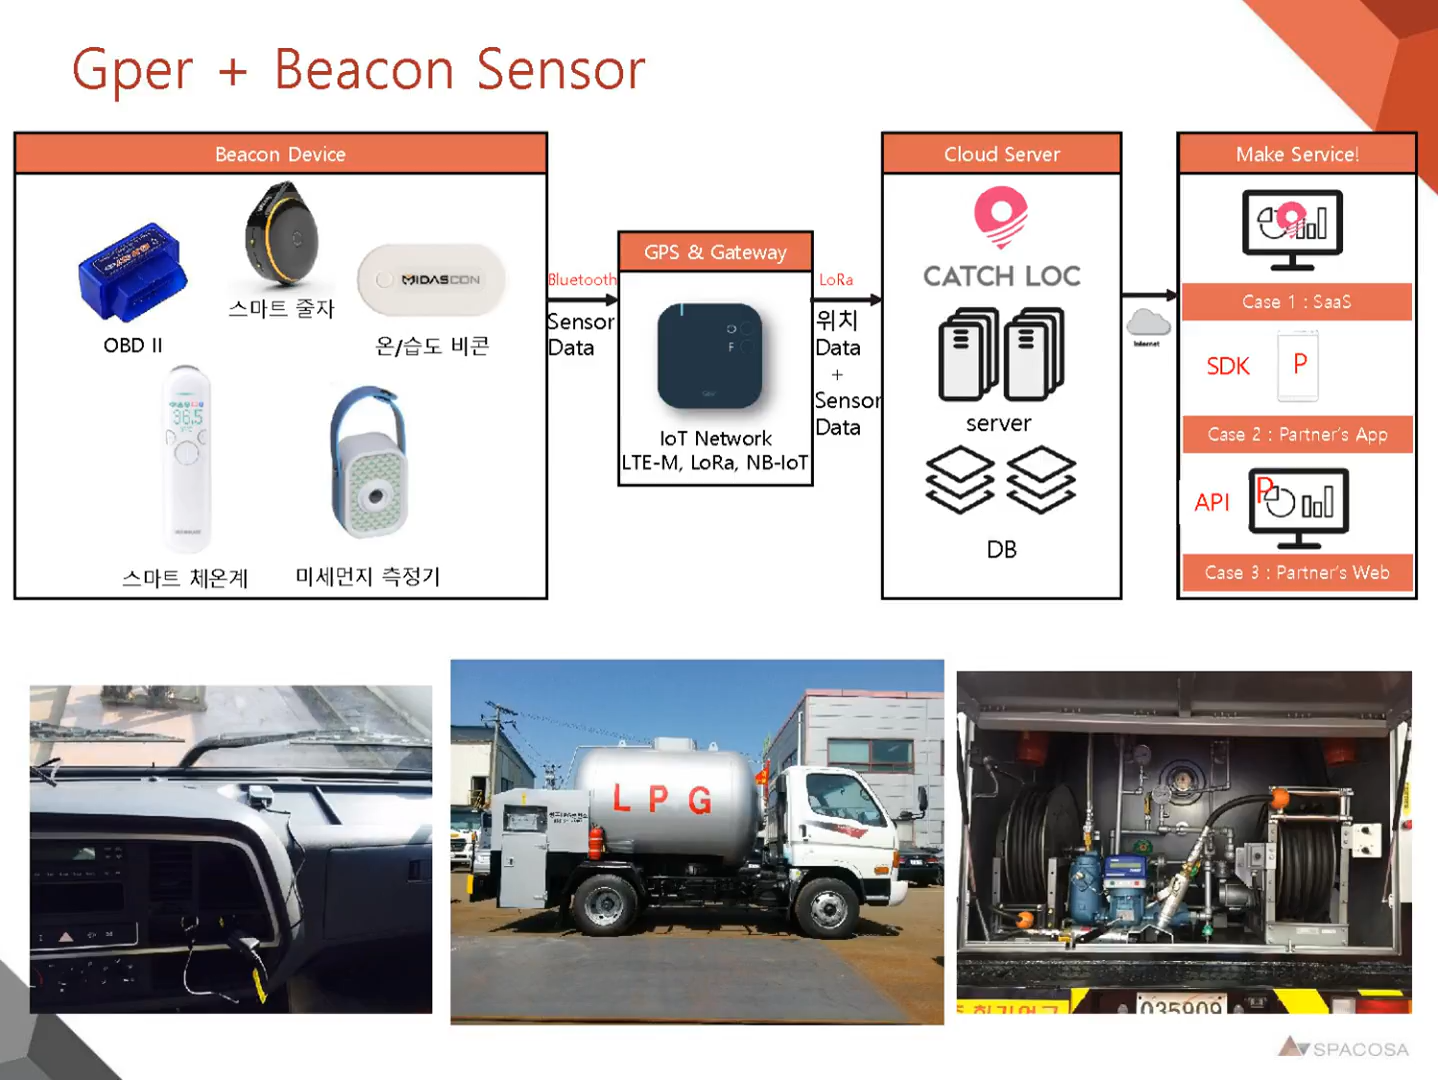 Gper + Beacon Sensor
Beacon Device
OBD II
스마트 줄자
MIDASCON
온/습도 비콘
36.5
스마트 체온계
미세먼지 측정기
Bluetooth
Sensor
Data
GPS & Gateway
F
IoT Network
LTE-M, LoRa, NB-IoT
LoRa
위치
Data
+
Sensor
Data
Cloud Server
CATCH LOC
server
DB
Internet
Make Service!
Case 1 : SaaS
SDK
P
Case 2 : Partner's App
API
P
Case 3 : Partner's Web
LPG
035909
SPACOSA